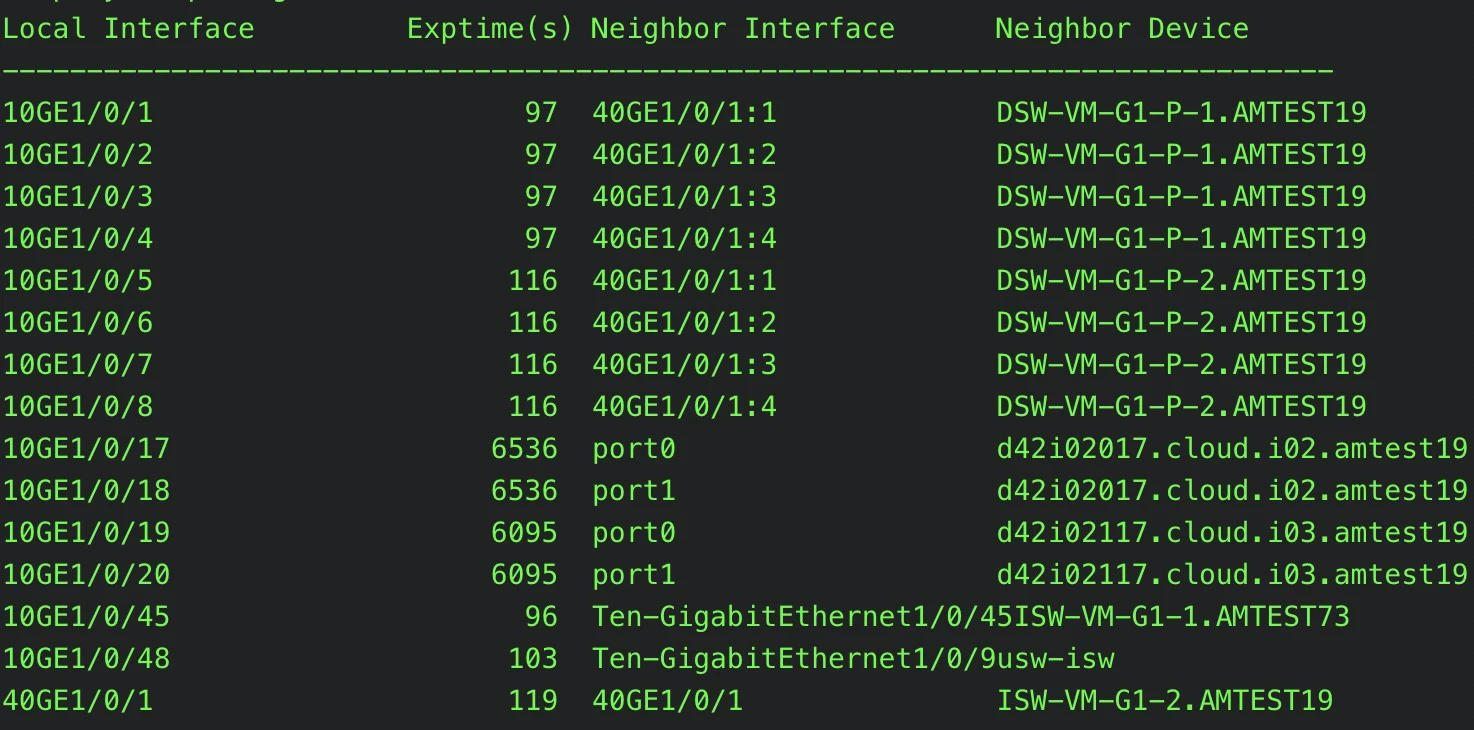 Local Interface Exptime(s) Neighbor Interface Neighbor Device
-------------------------------------------------------------------------------
10GE1/0/1 97 40GE1/0/1:1 DSW-VM-G1-P-1.AMTEST19
10GE1/0/2 97 40GE1/0/1:2 DSW-VM-G1-P-1.AMTEST19
10GE1/0/3 97 40GE1/0/1:3 DSW-VM-G1-P-1.AMTEST19
10GE1/0/4 97 40GE1/0/1:4 DSW-VM-G1-P-1.AMTEST19
10GE1/0/5 116 40GE1/0/1:1 DSW-VM-G1-P-2.AMTEST19
10GE1/0/6 116 40GE1/0/1:2 DSW-VM-G1-P-2.AMTEST19
10GE1/0/7 116 40GE1/0/1:3 DSW-VM-G1-P-2.AMTEST19
10GE1/0/8 116 40GE1/0/1:4 DSW-VM-G1-P-2.AMTEST19
10GE1/0/17 6536 port0 d42i02017.cloud.i02.amtest19
10GE1/0/18 6536 port1 d42i02017.cloud.i02.amtest19
10GE1/0/19 6095 port0 d42i02117.cloud.i03.amtest19
10GE1/0/20 6095 port1 d42i02117.cloud.i03.amtest19
10GE1/0/45 96 Ten-GigabitEthernet1/0/45ISW-VM-G1-1.AMTEST73
10GE1/0/48 103 Ten-GigabitEthernet1/0/9usw-isw
40GE1/0/1 119 40GE1/0/1 ISW-VM-G1-2.AMTEST19